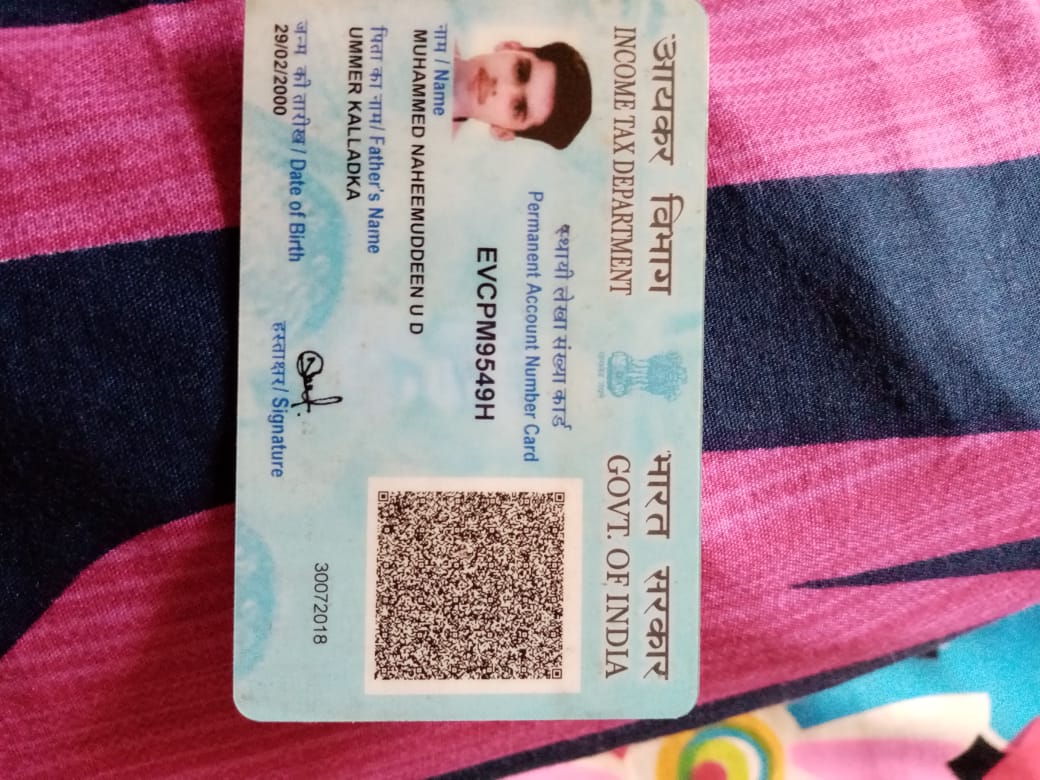 आयकर विभाग
INCOME TAX DEPARTMENT
भारत सरकार
GOVT. OF INDIA
स्थायी लेखा संख्या कार्ड
Permanent Account Number Card
EVCPM9549H
नाम / Name
MUHAMMED NAHEEMUDDEEN U D
पिता का नाम / Father's Name
UMMER KALLADKA
जन्म की तारीख / Date of Birth
29/02/2000
हस्ताक्षर / Signature
30072018